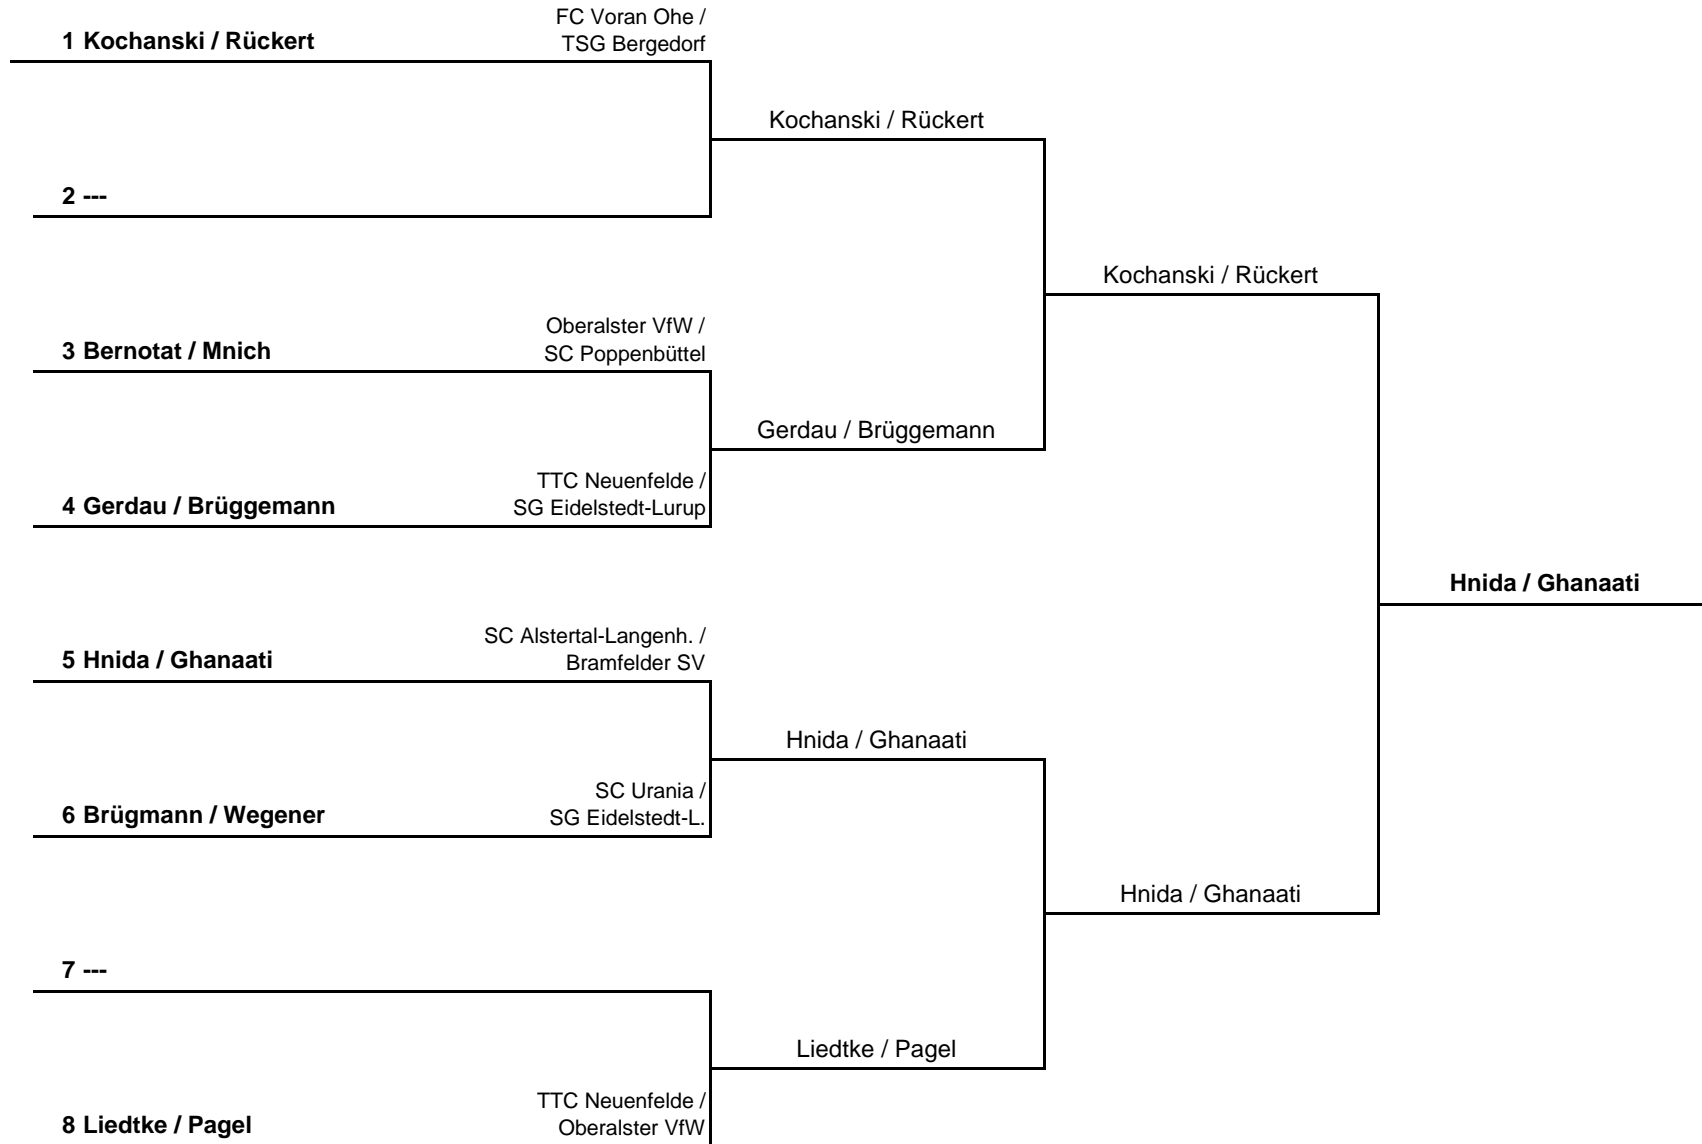 FC Voran Ohe /
1 Kochanski / Rückert
TSG Bergedorf
Kochanski / Rückert
2 ---
Kochanski / Rückert
Oberalster VfW /
3 Bernotat / Mnich
SC Poppenbüttel
Gerdau / Brüggemann
TTC Neuenfelde /
4 Gerdau / Brüggemann
SG Eidelstedt-Lurup
Hnida / Ghanaati
SC Alstertal-Langenh. /
5 Hnida / Ghanaati
Bramfelder SV
Hnida / Ghanaati
SC Urania /
6 Brügmann / Wegener
SG Eidelstedt-L.
Hnida / Ghanaati
7 ---
Liedtke / Pagel
TTC Neuenfelde /
8 Liedtke / Pagel
Oberalster VfW